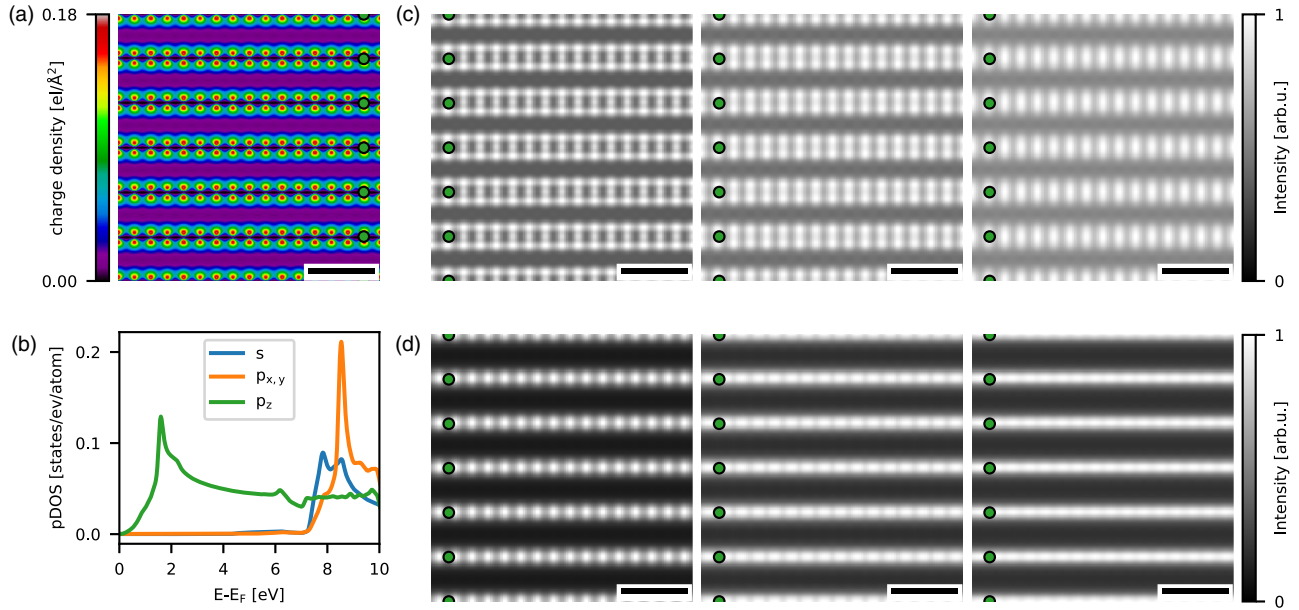 (a)
0.18
charge density [el/Å²]
0.00
(b)
0.2
0.1
0.0
pDOS [states/ev/atom]
s
pₓ,ᵧ
p_z
0
2
4
6
8
10
E-E_F [eV]
(c)
1
Intensity [arb.u.]
0
(d)
1
Intensity [arb.u.]
0